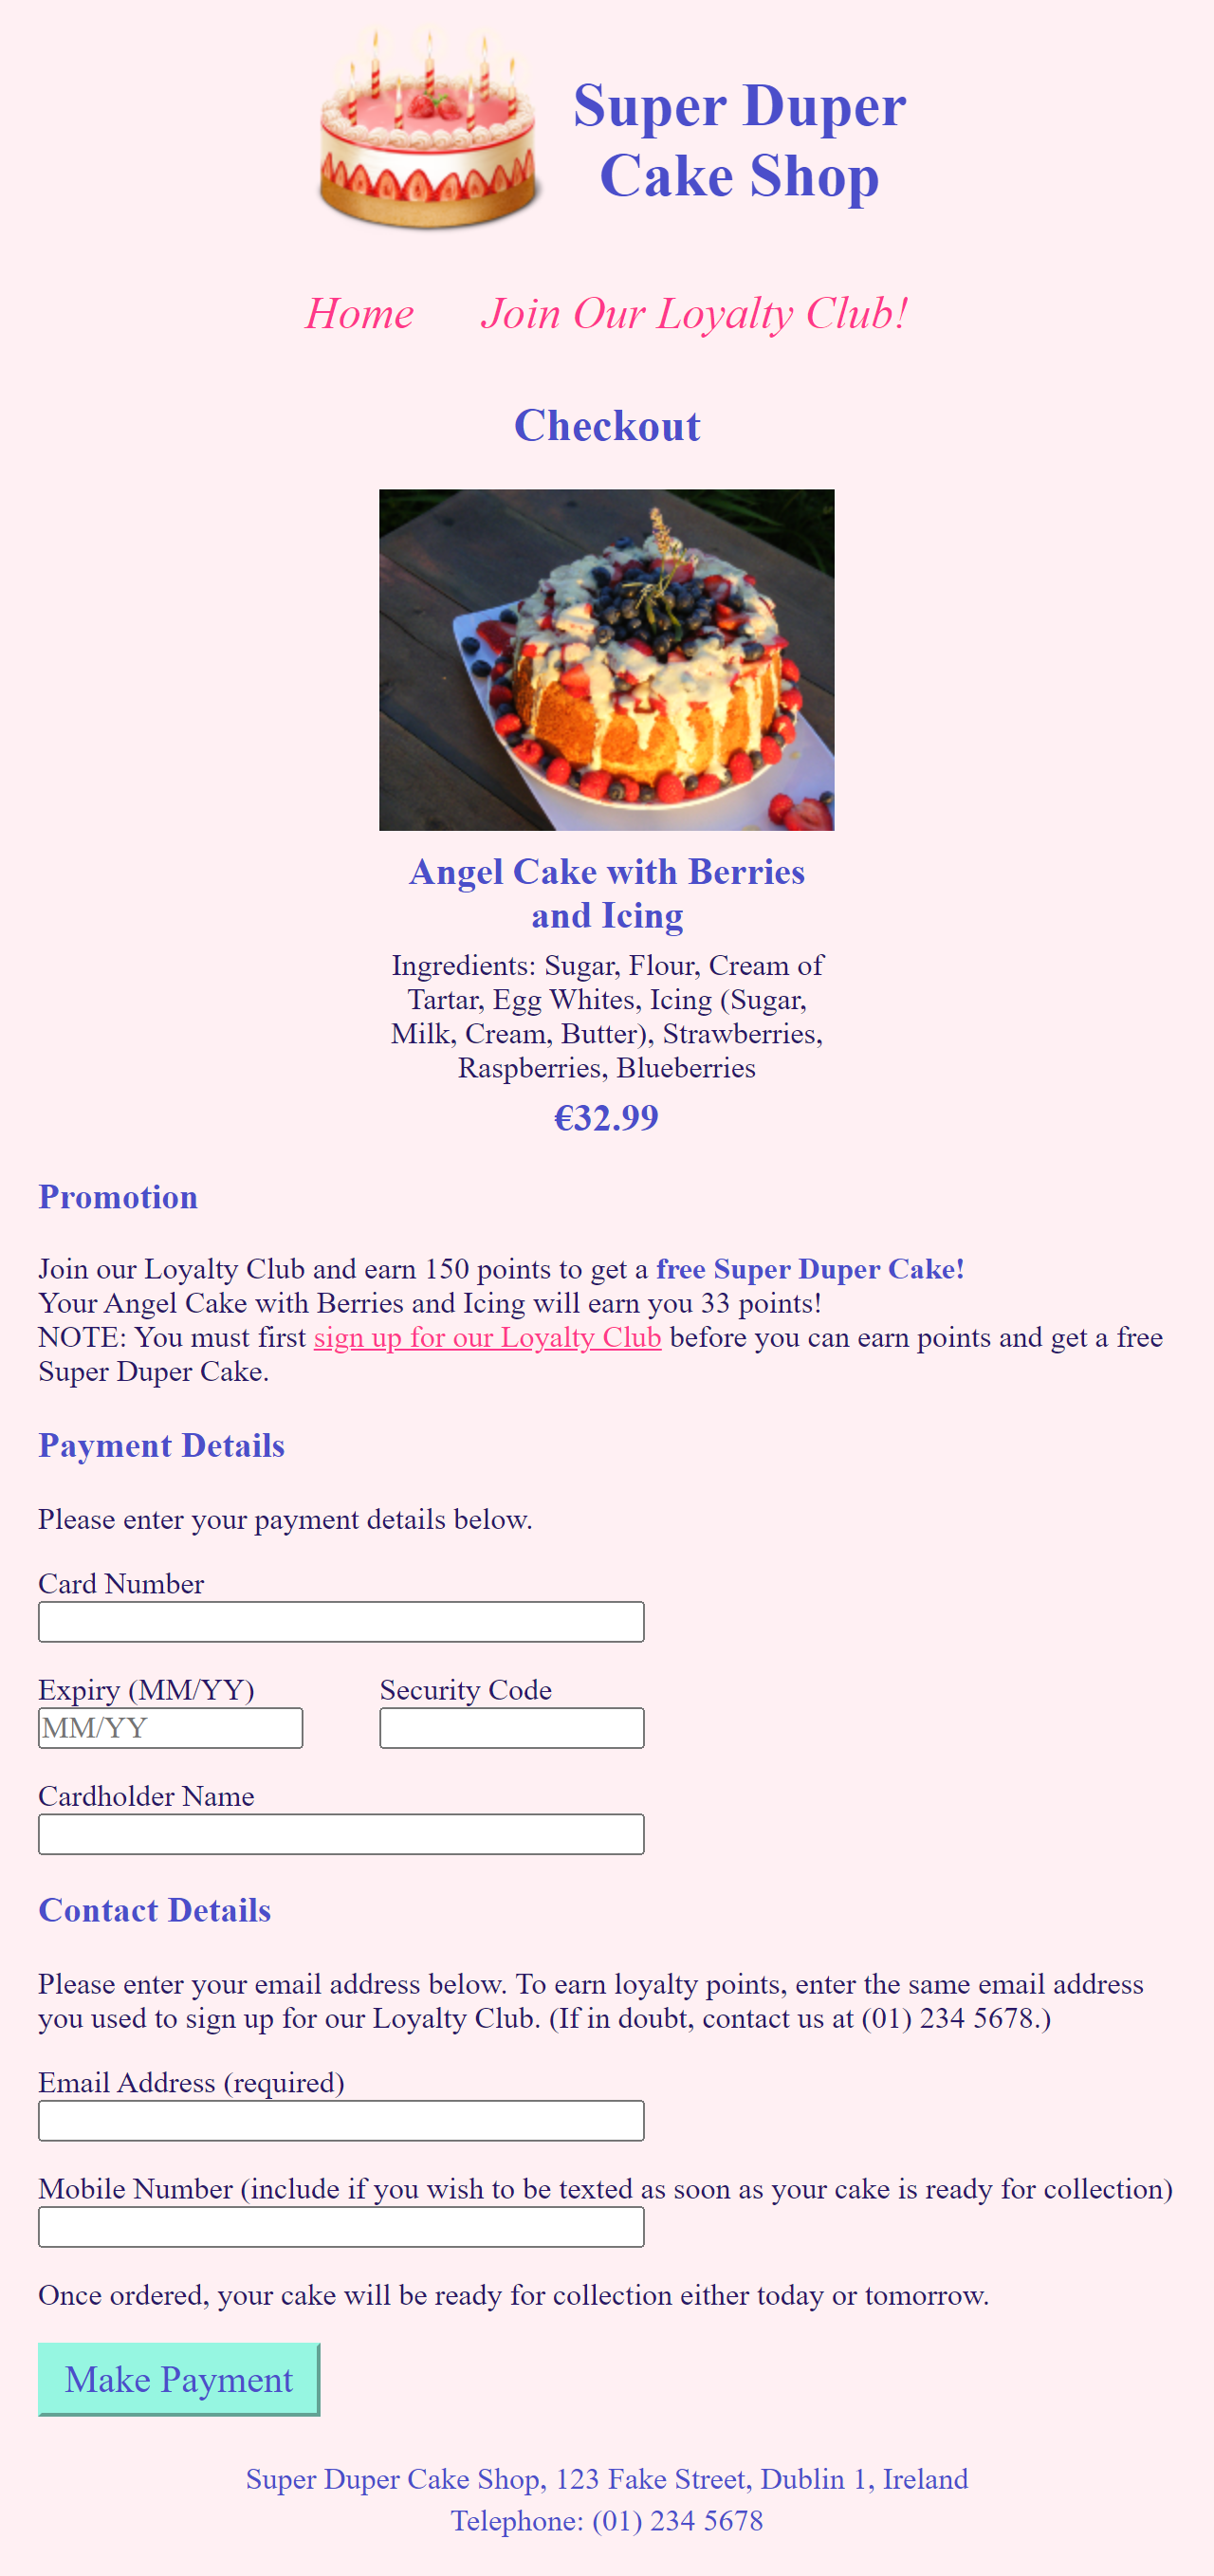 Super Duper
Cake Shop
Home Join Our Loyalty Club!
Checkout
Angel Cake with Berries
and Icing
Ingredients: Sugar, Flour, Cream of
Tartar, Egg Whites, Icing (Sugar,
Milk, Cream, Butter), Strawberries,
Raspberries, Blueberries
€32.99
Promotion
Join our Loyalty Club and earn 150 points to get a free Super Duper Cake!
Your Angel Cake with Berries and Icing will earn you 33 points!
NOTE: You must first sign up for our Loyalty Club before you can earn points and get a free
Super Duper Cake.
Payment Details
Please enter your payment details below.
Card Number
Expiry (MM/YY) Security Code
MM/YY
Cardholder Name
Contact Details
Please enter your email address below. To earn loyalty points, enter the same email address
you used to sign up for our Loyalty Club. (If in doubt, contact us at (01) 234 5678.)
Email Address (required)
Mobile Number (include if you wish to be texted as soon as your cake is ready for collection)
Once ordered, your cake will be ready for collection either today or tomorrow.
Make Payment
Super Duper Cake Shop, 123 Fake Street, Dublin 1, Ireland
Telephone: (01) 234 5678